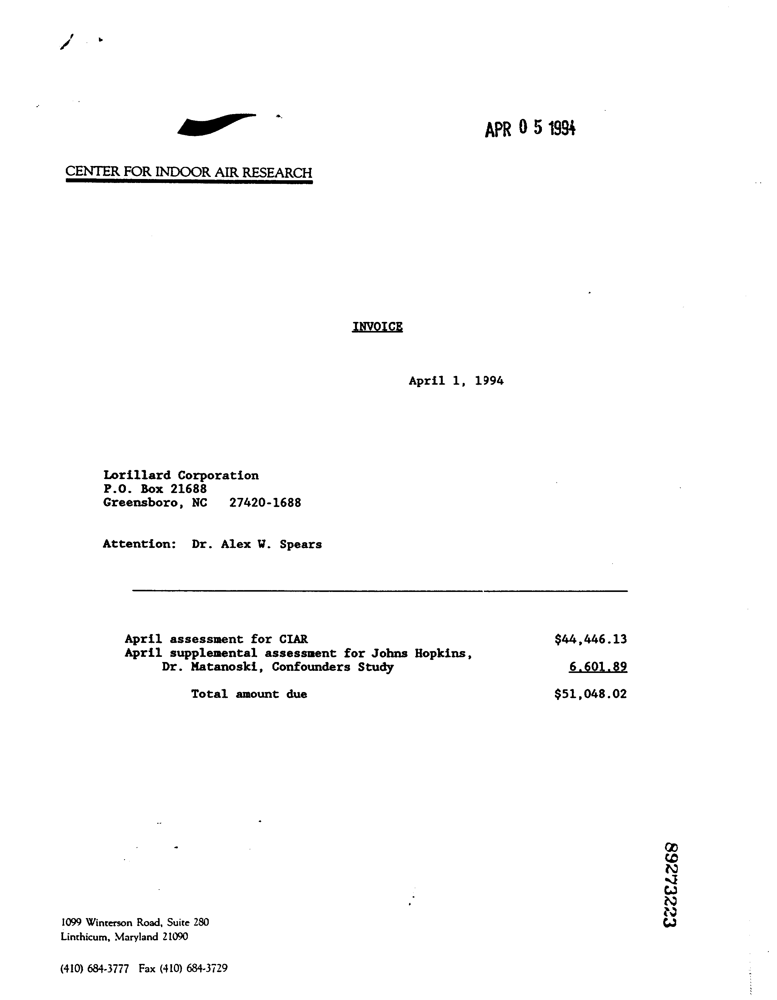 APR 05 1994
CENTER FOR INDOOR AIR RESEARCH
INVOICE
April 1, 1994
Lorillard Corporation
P.O. Box 21688
Greensboro, NC 27420-1688
Attention: Dr. Alex W. Spears
April assessment for CIAR $44,446.13
April supplemental assessment for Johns Hopkins,
Dr. Matanoski, Confounders Study 6.601.89
Total amount due $51,048.02
89273223
1099 Winterson Road, Suite 280
Linthicum, Maryland 21090
(410) 684-3777 Fax (410) 684-3729